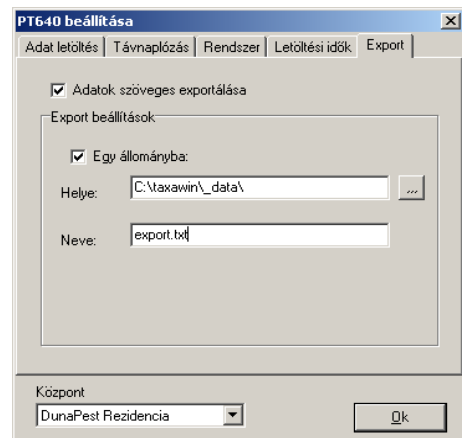 PT640 beállítása
Adat letöltés Távnaplózás Rendszer Letöltési idők Export
Adatok szöveges exportálása
Export beállítások
Egy állományba:
Helye: C:\taxawin\_data\ ...
Neve: export.txt
Központ
DunaPest Rezidencia Ok